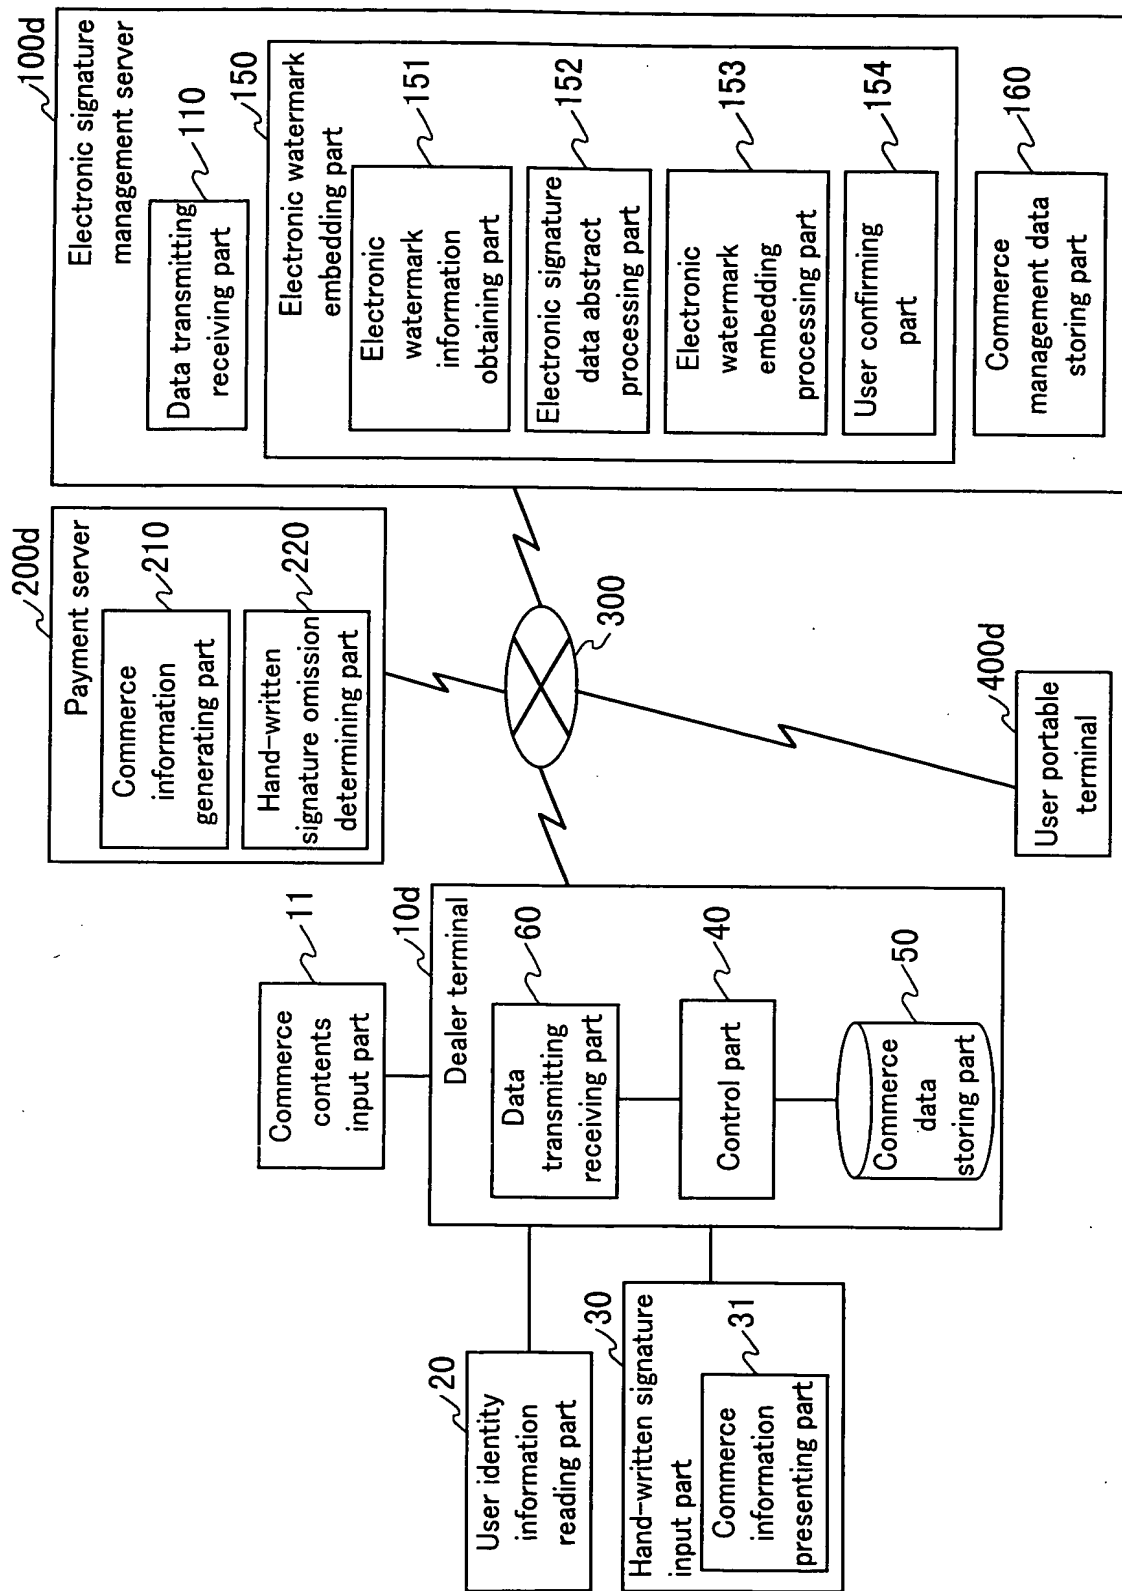 20
User identity
information
reading part
30
Hand-written signature
input part
31
Commerce
information
presenting part
11
Commerce
contents
input part
10d
Dealer terminal
60
Data
transmitting
receiving part
40
Control part
50
Commerce
data
storing part
200d
Payment server
210
Commerce
information
generating part
220
Hand-written
signature omission
determining part
300
400d
User portable
terminal
100d
Electronic signature
management server
110
Data transmitting
receiving part
150
Electronic watermark
embedding part
151
Electronic
watermark
information
obtaining part
152
Electronic signature
data abstract
processing part
153
Electronic
watermark
embedding
processing part
154
User confirming
part
160
Commerce
management data
storing part